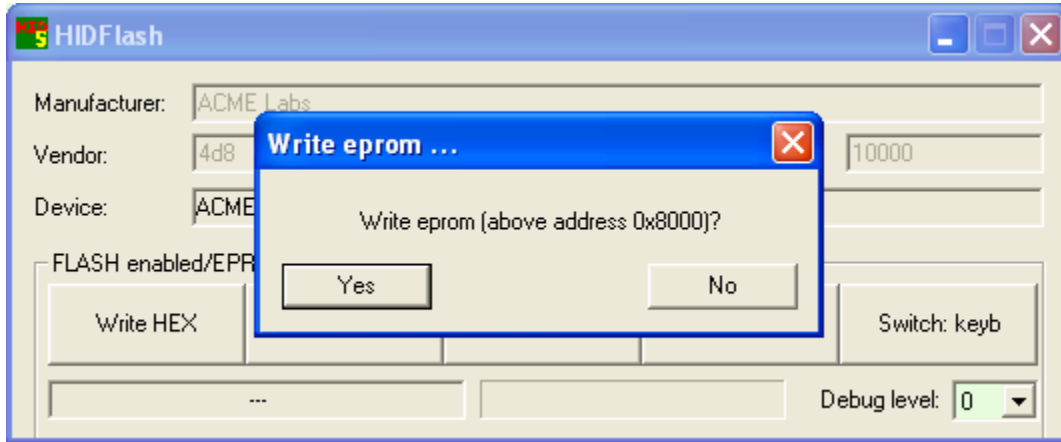 HIDFlash
Manufacturer: ACME Labs
Write eprom ...
Vendor: 4d8 10000
Device: ACME
Write eprom (above address 0x8000)?
FLASH enabled/EPR
Yes No
Write HEX Switch: keyb
--- Debug level: 0